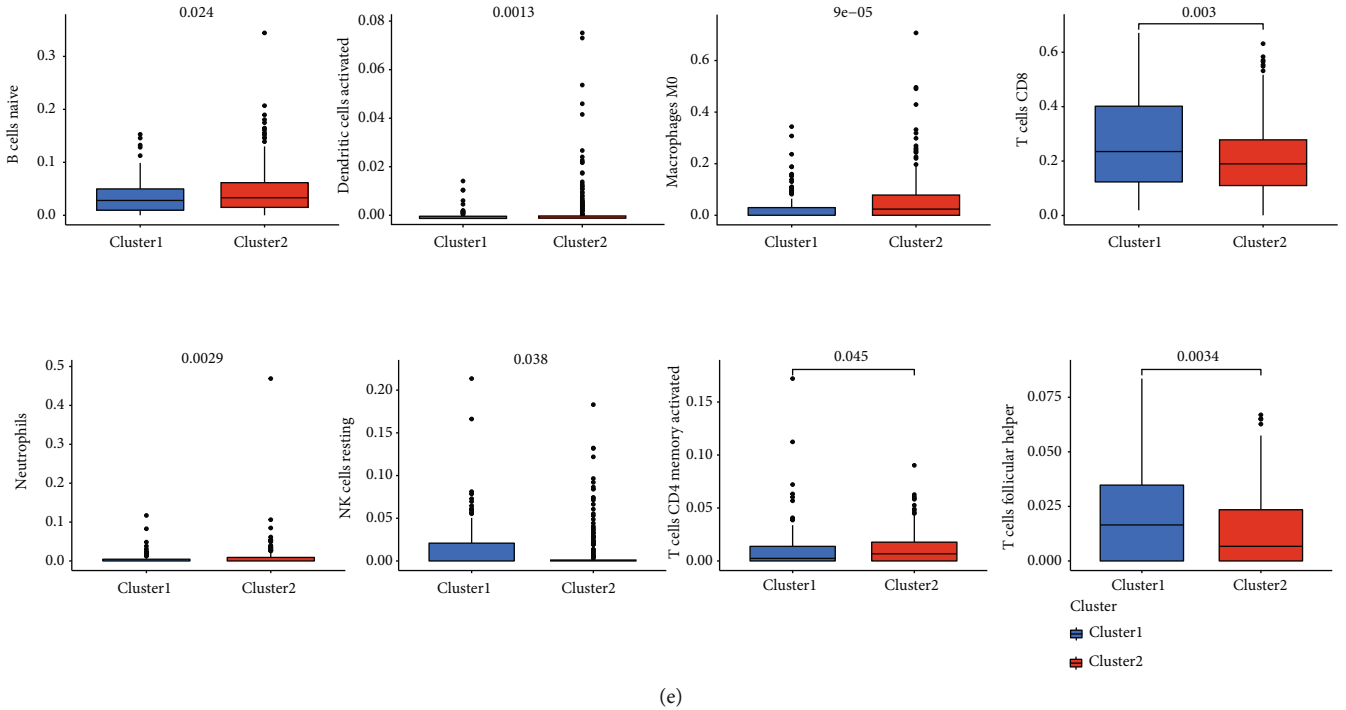 0.024
B cells naive
0.3
0.2
0.1
0.0
Cluster1 Cluster2
0.0013
Dendritic cells activated
0.08
0.06
0.04
0.02
0.00
Cluster1 Cluster2
9e−05
Macrophages M0
0.6
0.4
0.2
0.0
Cluster1 Cluster2
0.003
T cells CD8
0.6
0.4
0.2
0.0
Cluster1 Cluster2
0.0029
Neutrophils
0.5
0.4
0.3
0.2
0.1
0.0
Cluster1 Cluster2
0.038
NK cells resting
0.20
0.15
0.10
0.05
0.00
Cluster1 Cluster2
0.045
T cells CD4 memory activated
0.15
0.10
0.05
0.00
Cluster1 Cluster2
0.0034
T cells follicular helper
0.075
0.050
0.025
0.000
Cluster1 Cluster2
Cluster
Cluster1
Cluster2
(e)